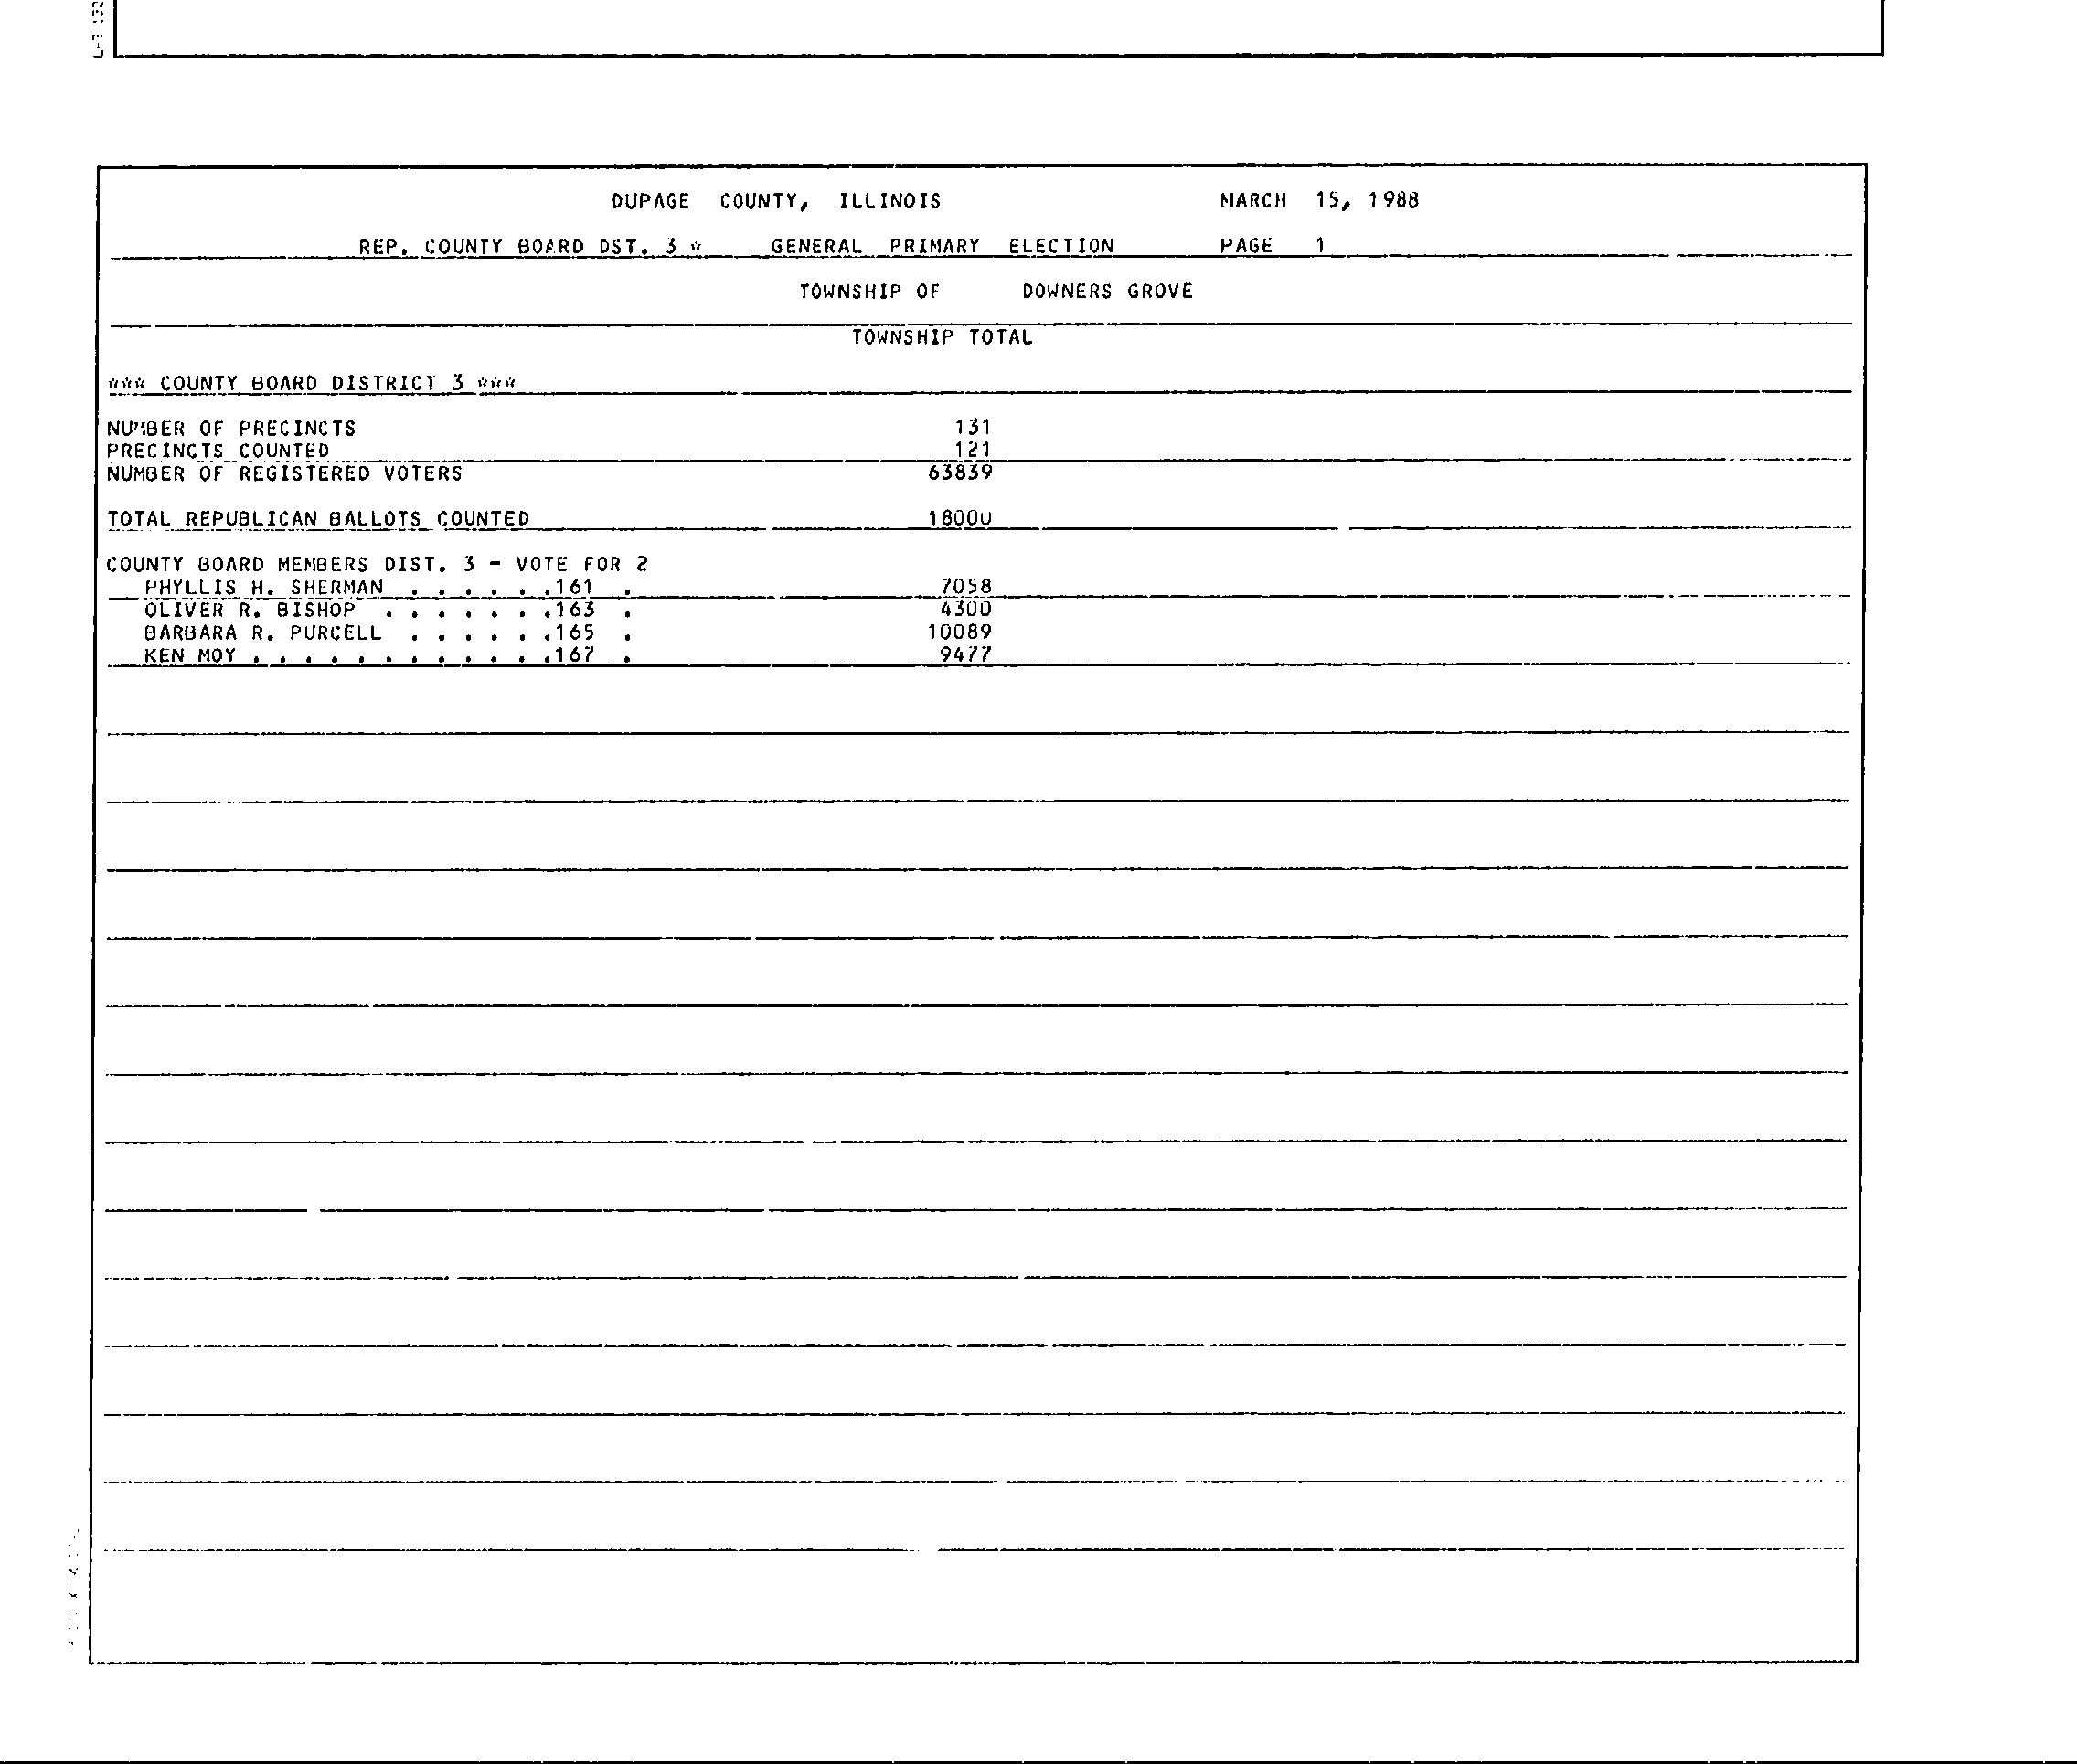 DUPAGE COUNTY, ILLINOIS MARCH 15, 1988
REP. COUNTY BOARD DST. 3 * GENERAL PRIMARY ELECTION PAGE 1
TOWNSHIP OF DOWNERS GROVE
TOWNSHIP TOTAL
*** COUNTY BOARD DISTRICT 3 ***
NUMBER OF PRECINCTS 131
PRECINCTS COUNTED 121
NUMBER OF REGISTERED VOTERS 63839
TOTAL REPUBLICAN BALLOTS COUNTED 18000
COUNTY BOARD MEMBERS DIST. 3 - VOTE FOR 2
PHYLLIS H. SHERMAN . . . . . .161 . 7058
OLIVER R. BISHOP . . . . . . .163 . 4300
BARBARA R. PURCELL . . . . . .165 . 10089
KEN MOY . . . . . . . . . . . .167 . 9477